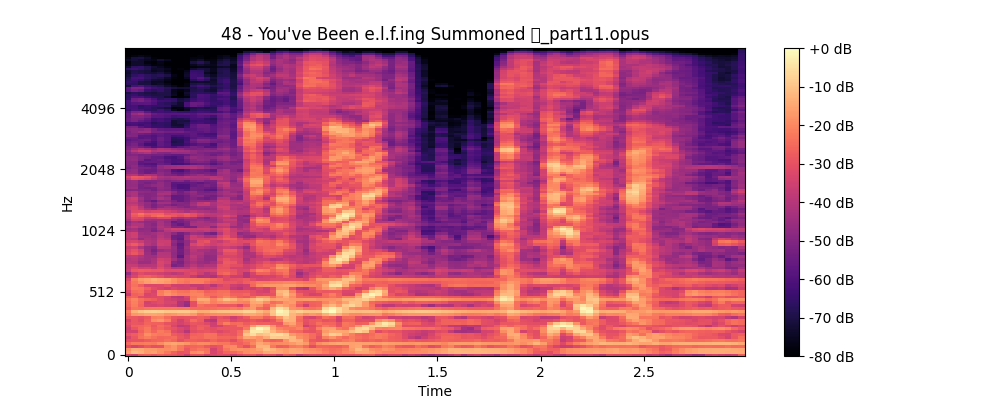 48 - You've Been e.l.f.ing Summoned _part11.opus
+0 dB
-10 dB
-20 dB
-30 dB
-40 dB
-50 dB
-60 dB
-70 dB
-80 dB
Hz
4096
2048
1024
512
0
0 0.5 1 1.5 2 2.5
Time